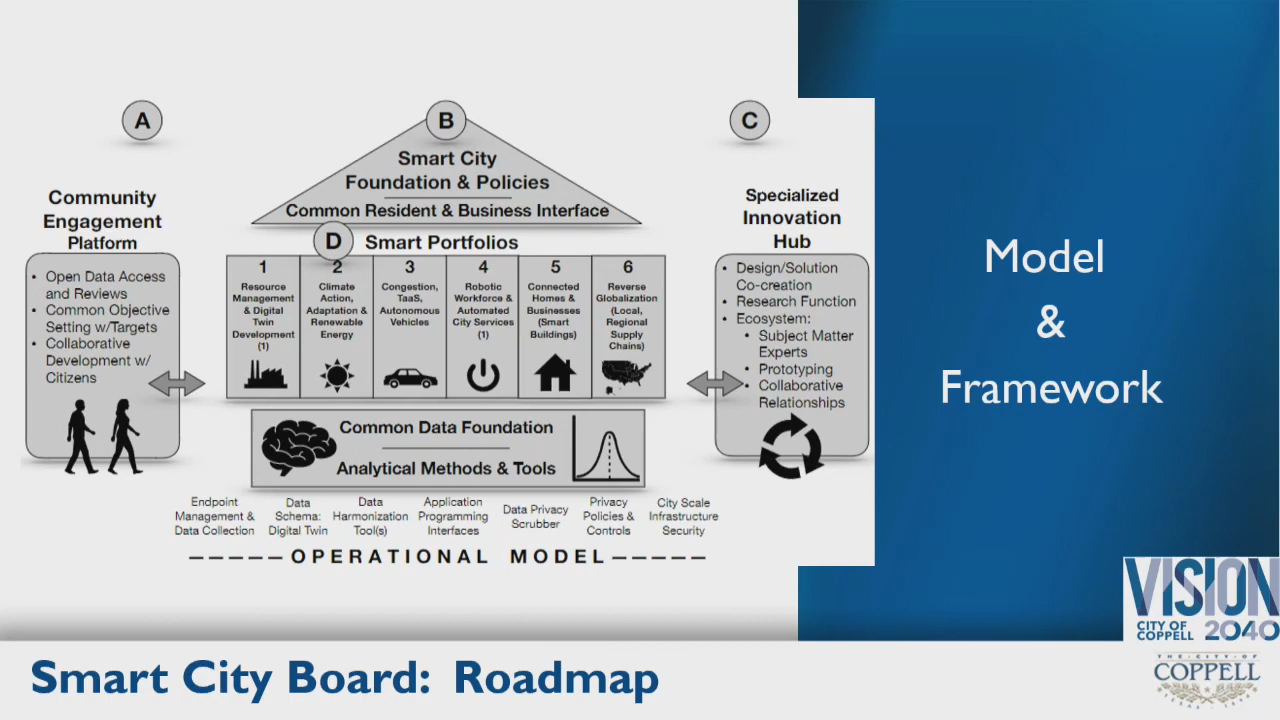 A
B
C
Smart City
Foundation & Policies
Common Resident & Business Interface
Community
Engagement
Platform
• Open Data Access
and Reviews
• Common Objective
Setting w/Targets
• Collaborative
Development w/
Citizens
D
Smart Portfolios
1
Resource
Management
& Digital
Twin
Development
(1)
2
Climate
Action,
Adaptation &
Renewable
Energy
3
Congestion,
TaaS,
Autonomous
Vehicles
4
Robotic
Workforce &
Automated
City Services
(1)
5
Connected
Homes &
Businesses
(Smart
Buildings)
6
Reverse
Globalization
(Local,
Regional
Supply
Chains)
Specialized
Innovation
Hub
• Design/Solution
Co-creation
• Research Function
• Ecosystem:
• Subject Matter
Experts
• Prototyping
• Collaborative
Relationships
Common Data Foundation
Analytical Methods & Tools
Endpoint
Management &
Data Collection
Data
Schema:
Digital Twin
Data
Harmonization
Tool(s)
Application
Programming
Interfaces
Data Privacy
Scrubber
Privacy
Policies &
Controls
City Scale
Infrastructure
Security
OPERATIONAL MODEL
Model
&
Framework
VISION
CITY OF
COPPELL 2040
Smart City Board: Roadmap
THE CITY OF
COPPELL